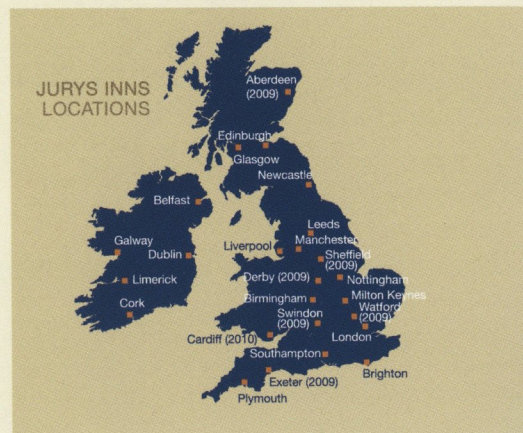 JURYS INNS
LOCATIONS
Aberdeen
(2009)
Edinburgh
Glasgow
Newcastle
Belfast
Leeds
Galway
Liverpool
Manchester
Dublin
Sheffield
(2009)
Limerick
Derby (2009)
Nottingham
Cork
Birmingham
Milton Keynes
Swindon
(2009)
Watford
(2009)
Cardiff (2010)
London
Southampton
Brighton
Exeter (2009)
Plymouth